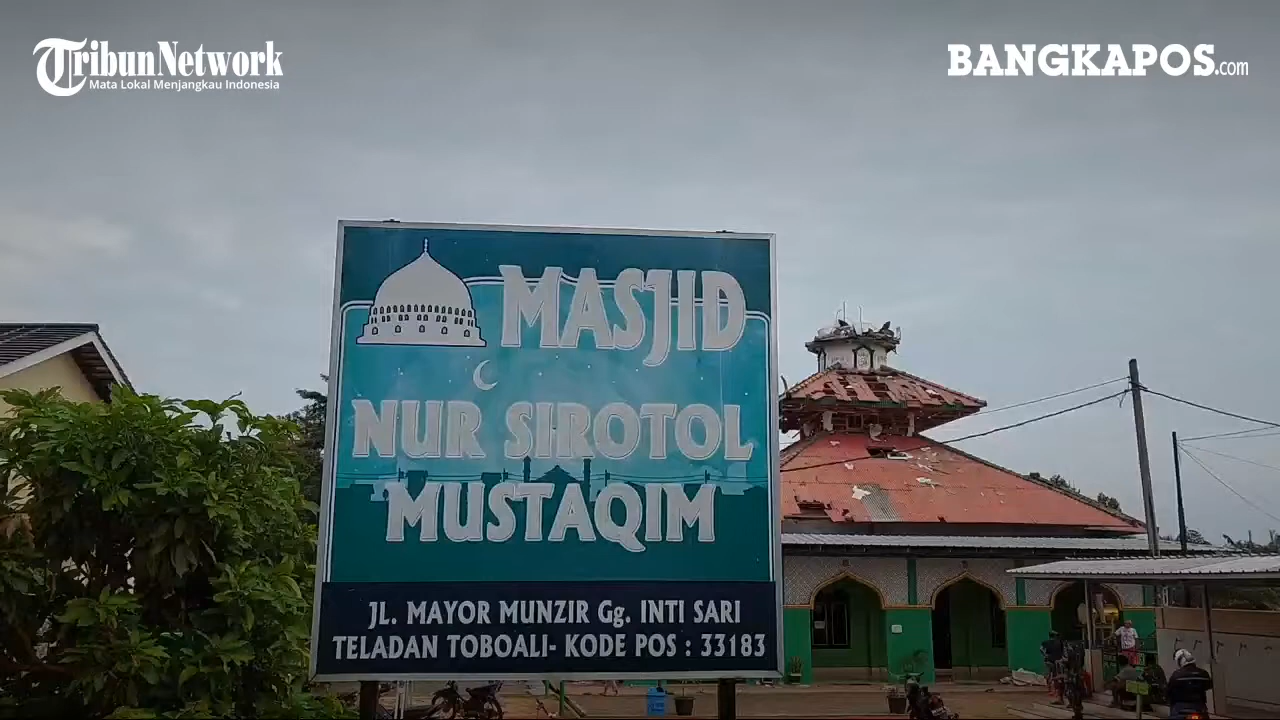 TribunNetwork
Mata Lokal Menjangkau Indonesia
BANGKAPOS.com
MASJID
NUR SIROTOL
MUSTAQIM
JL. MAYOR MUNZIR Gg. INTI SARI
TELADAN TOBOALI- KODE POS : 33183